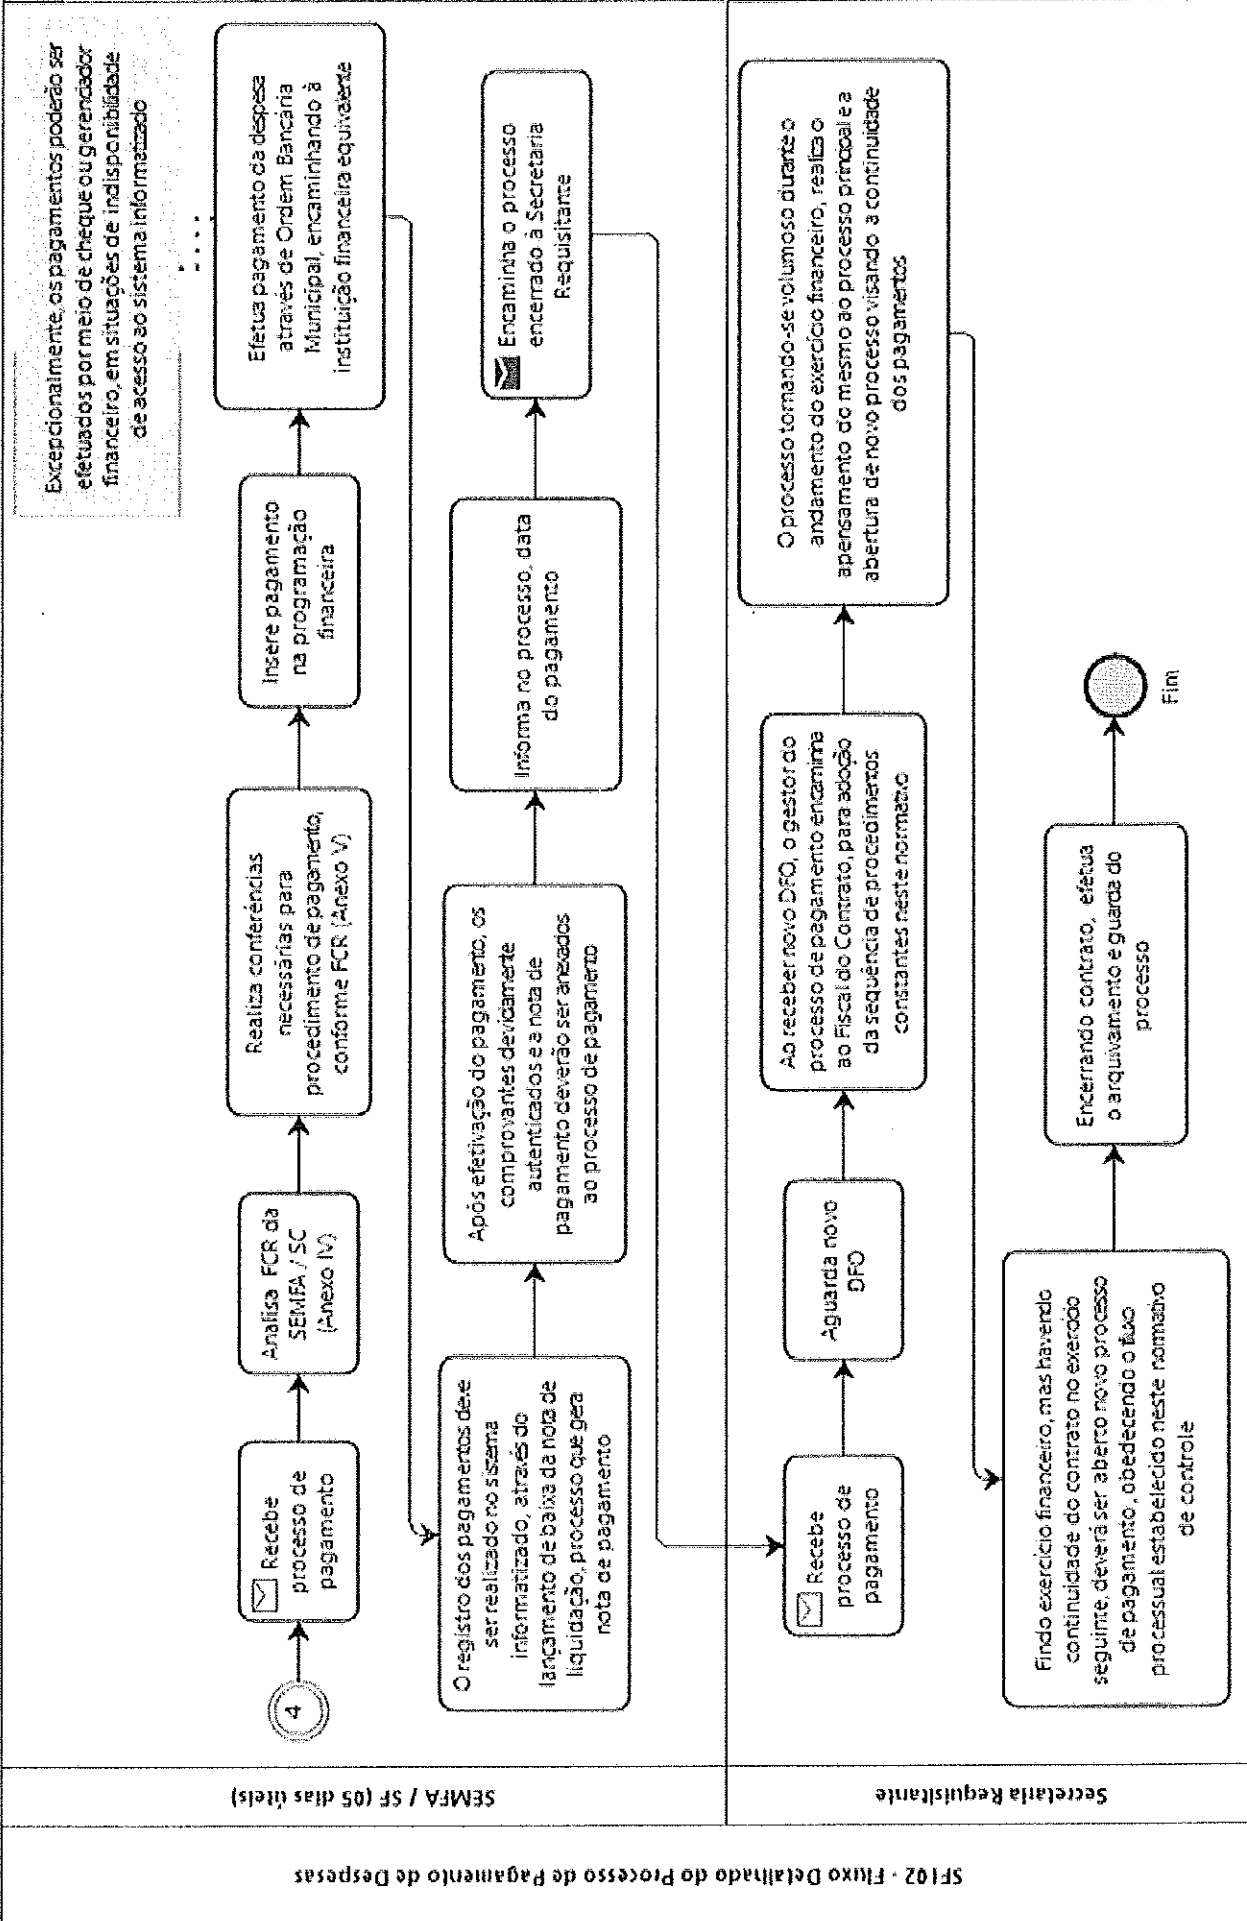 SFI 02 - Fluxo Detalhado do Processo de Pagamento de Despesas
SEMFA / SF (05 dias úteis)
4
Recebe
processo de
pagamento
Analisa FCR da
SEMFA / SC
(Anexo IV)
Realiza conferências
necessárias para
procedimento de pagamento,
conforme FCR (Anexo V)
Insere pagamento
na programação
financeira
Efetua pagamento da despesa
através de Ordem Bancária
Municipal, encaminhando à
instituição financeira equivalente
Excepcionalmente, os pagamentos poderão ser
efetuados por meio de cheque ou gerenciador
financeiro, em situações de indisponibilidade
de acesso ao sistema informatizado
O registro dos pagamentos deve
ser realizado no sistema
informatizado, através do
lançamento de baixa da nota de
liquidação, processo que gera
nota de pagamento
Após efetivação do pagamento, os
comprovantes devidamente
autenticados e a nota de
pagamento deverão ser anexados
ao processo de pagamento
Informa no processo, data
do pagamento
Encaminha o processo
encerrado à Secretaria
Requisitante
Secretaria Requisitante
Recebe
processo de
pagamento
Aguarda novo
DFO
Ao receber novo DFO, o gestor do
processo de pagamento encaminha
ao Fiscal do Contrato, para adoção
da sequência de procedimentos
constantes neste normativo
O processo tornando-se volumoso durante o
andamento do exercício financeiro, realiza o
apensamento do mesmo ao processo principal e a
abertura de novo processo visando a continuidade
dos pagamentos
Findo exercício financeiro, mas havendo
continuidade do contrato no exercício
seguinte, deverá ser aberto novo processo
de pagamento, obedecendo o fluxo
processual estabelecido neste normativo
de controle
Encerrando contrato, efetua
o arquivamento e guarda do
processo
Fim